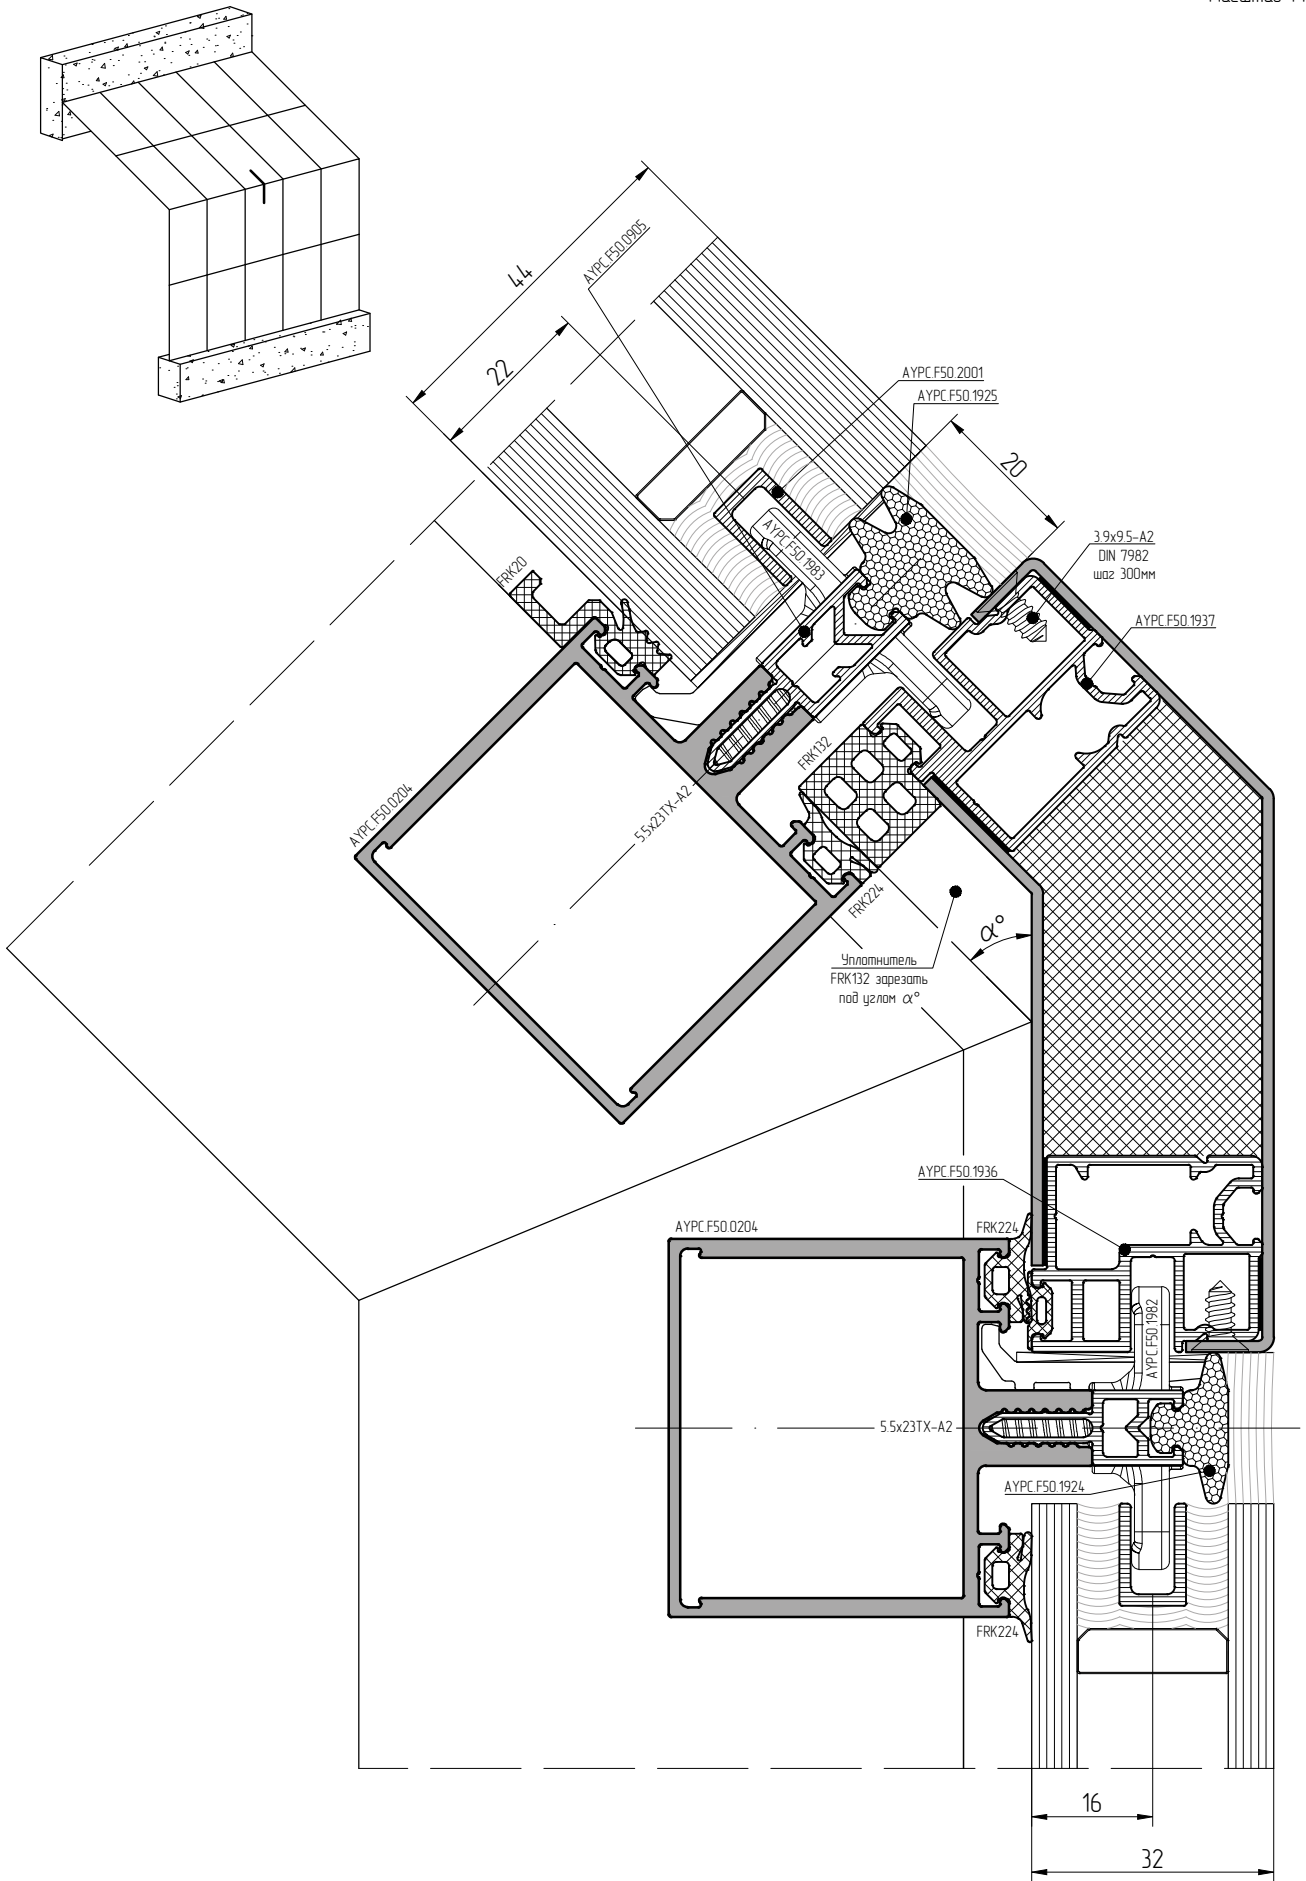 44
AYPC.F50.0905
22
AYPC.F50.2001
AYPC.F50.1925
20
3.9x9.5-A2
DIN 7982
шаг 300мм
AYPC.F50.1983
FRK20
AYPC.F50.1937
FRK132
AYPC.F50.0204
5.5x23TX-A2
FRK224
α°
Уплотнитель
FRK132 зарезать
под углом α°
AYPC.F50.1936
AYPC.F50.0204
FRK224
AYPC.F50.1982
5.5x23TX-A2
AYPC.F50.1924
FRK224
16
32